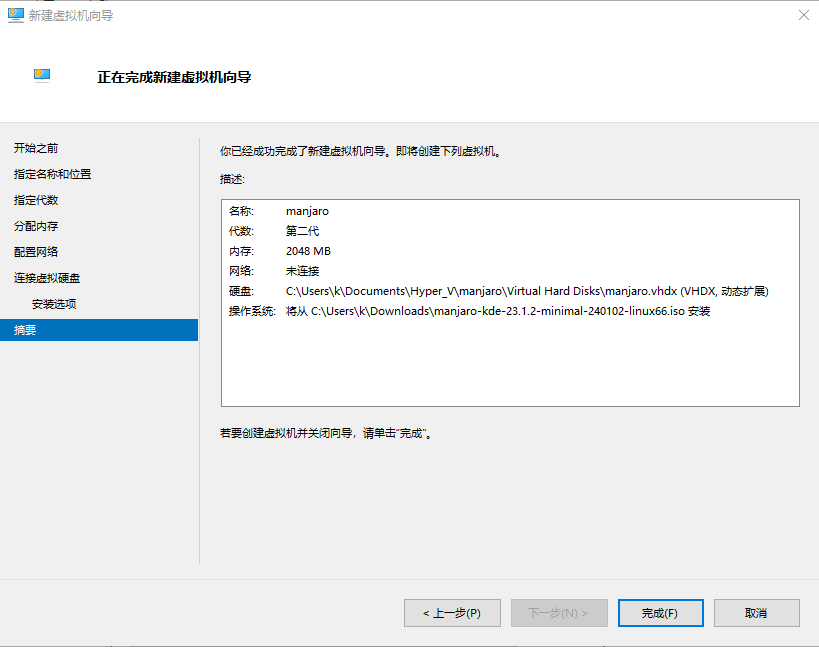 新建虚拟机向导
正在完成新建虚拟机向导
开始之前
指定名称和位置
指定代数
分配内存
配置网络
连接虚拟硬盘
安装选项
摘要
你已经成功完成了新建虚拟机向导。即将创建下列虚拟机。
描述:
名称: manjaro
代数: 第二代
内存: 2048 MB
网络: 未连接
硬盘: C:\Users\k\Documents\Hyper_V\manjaro\Virtual Hard Disks\manjaro.vhdx (VHDX, 动态扩展)
操作系统: 将从 C:\Users\k\Downloads\manjaro-kde-23.1.2-minimal-240102-linux66.iso 安装
若要创建虚拟机并关闭向导，请单击“完成”。
< 上一步(P) 下一步(N) > 完成(F) 取消